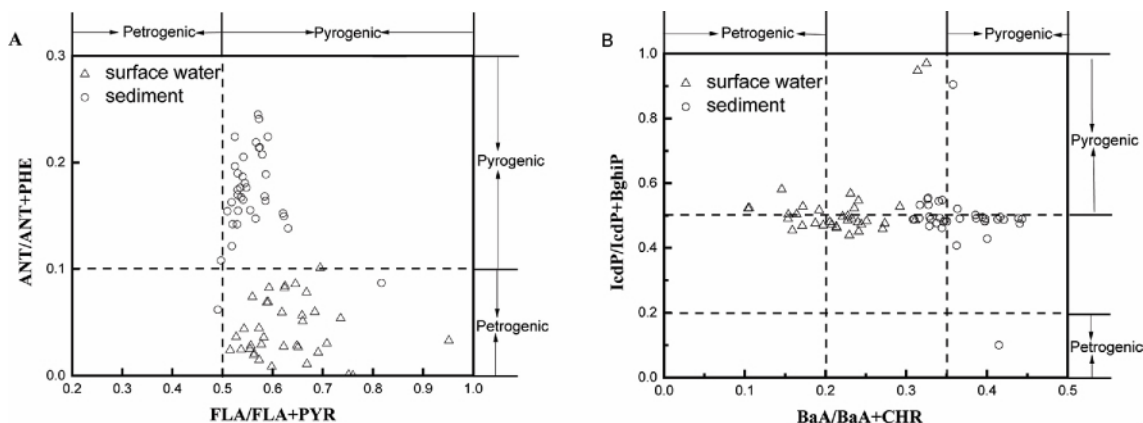 Petrogenic
Pyrogenic
A
0.3
0.2
0.1
0.0
ANT/ANT+PHE
surface water
sediment
Pyrogenic
Petrogenic
0.2
0.3
0.4
0.5
0.6
0.7
0.8
0.9
1.0
FLA/FLA+PYR
Petrogenic
Pyrogenic
B
1.0
0.8
0.6
0.4
0.2
0.0
IcdP/IcdP+BghiP
surface water
sediment
Pyrogenic
Petrogenic
0.0
0.1
0.2
0.3
0.4
0.5
BaA/BaA+CHR